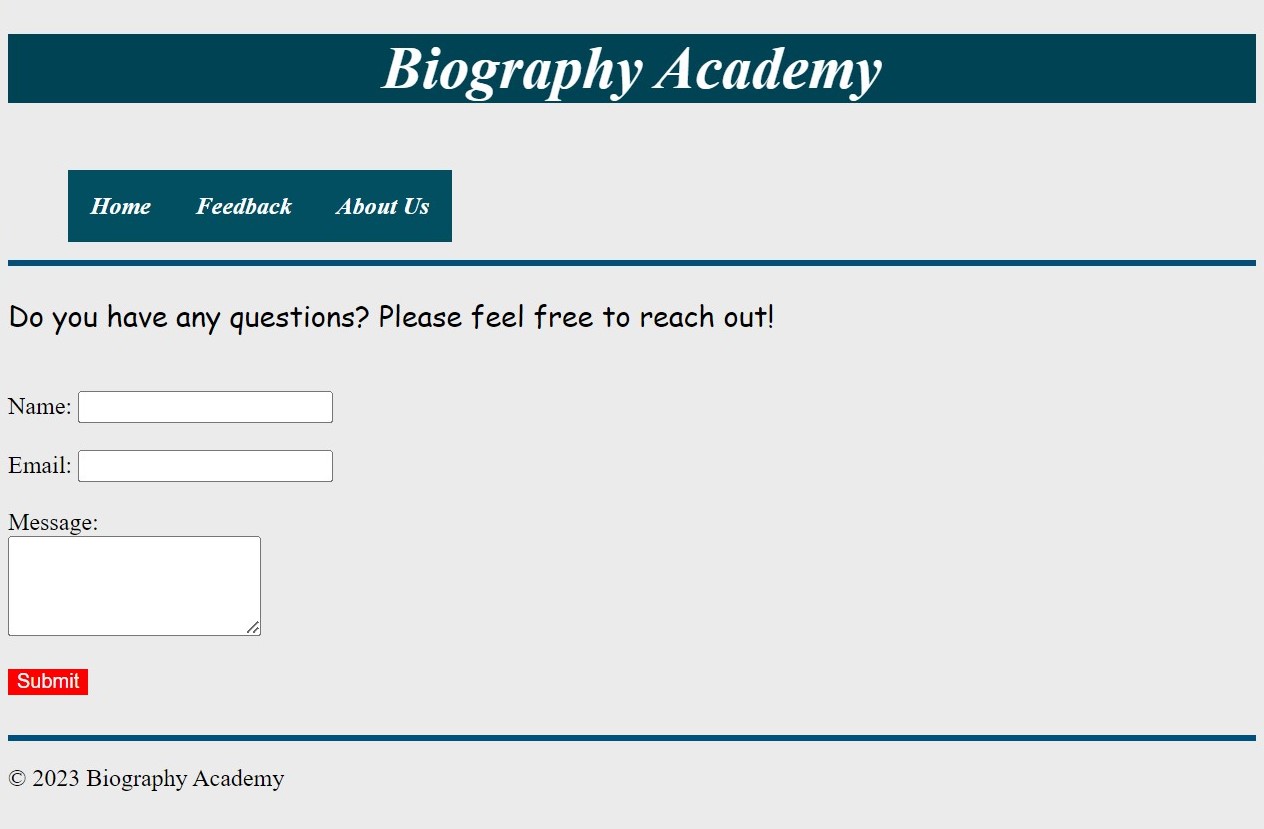 Biography Academy
Home Feedback About Us
Do you have any questions? Please feel free to reach out!
Name:
Email:
Message:
Submit
© 2023 Biography Academy